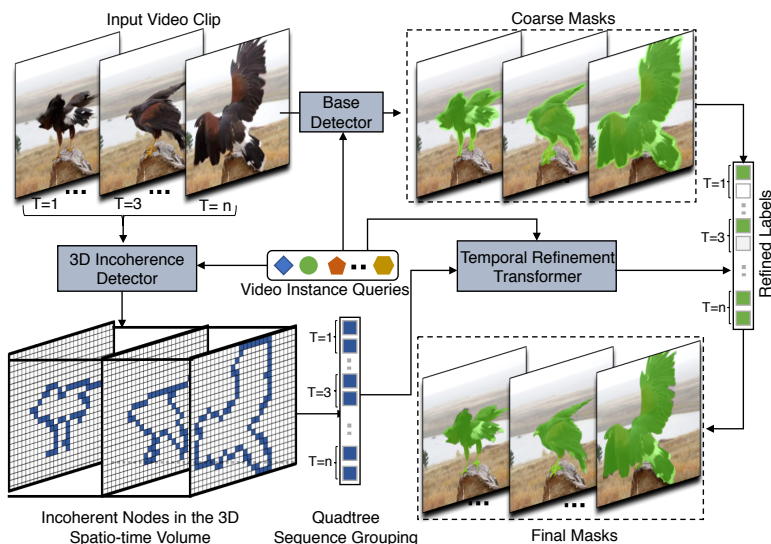 Input Video Clip
Coarse Masks
Base
Detector
...
...
T=1
T=3
T= n
3D Incoherence
Detector
Video Instance Queries
Temporal Refinement
Transformer
T=1
T=3
T=n
Refined Labels
T=1
T=3
T=n
Incoherent Nodes in the 3D
Spatio-time Volume
Quadtree
Sequence Grouping
Final Masks